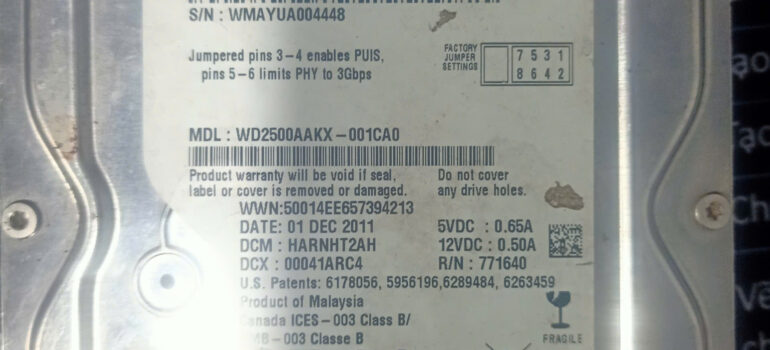 S/N : WMAYUA004448
Jumpered pins 3-4 enables PUIS,
pins 5-6 limits PHY to 3Gbps
FACTORY
JUMPER
SETTINGS
7 5 3 1
8 6 4 2
MDL : WD2500AAKX-001CA0
Product warranty will be void if seal,
label or cover is removed or damaged.
Do not cover
any drive holes.
WWN:50014EE657394213
DATE: 01 DEC 2011
5VDC : 0.65A
DCM : HARNHT2AH
12VDC : 0.50A
DCX : 00041ARC4
R/N : 771640
U.S. Patents: 6178056, 5956196,6289484, 6263459
Product of Malaysia
Canada ICES-003 Class B/
-003 Classe B
FRAGILE
ạo
Tạo
Ch